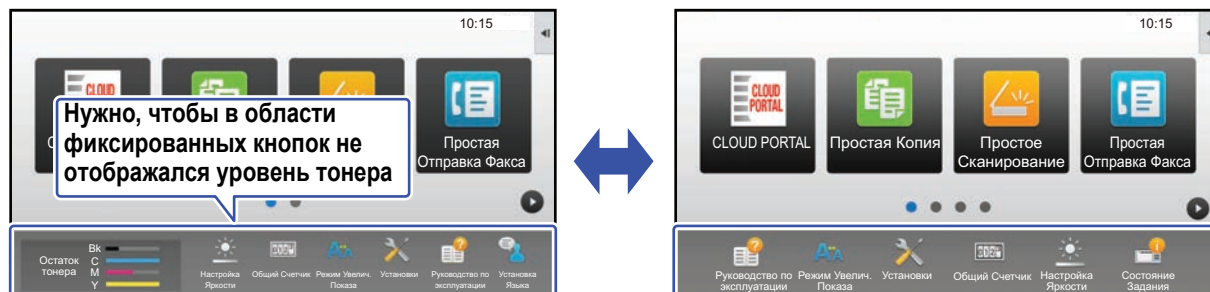 10:15
CLOUD
C
Нужно, чтобы в области
фиксированных кнопок не
отображался уровень тонера
Простая
Отправка Факса
Остаток
тонера
Bk
C
M
Y
Настройка
Яркости
Общий Счетчик
Режим Увелич.
Показа
Установки
Руководство по
эксплуатации
Установка
Языка
10:15
CLOUD
PORTAL
CLOUD PORTAL
Простая Копия
Простое
Сканирование
Простая
Отправка Факса
Руководство по
эксплуатации
Режим Увелич.
Показа
Установки
Общий Счетчик
Настройка
Яркости
Состояние
Задания